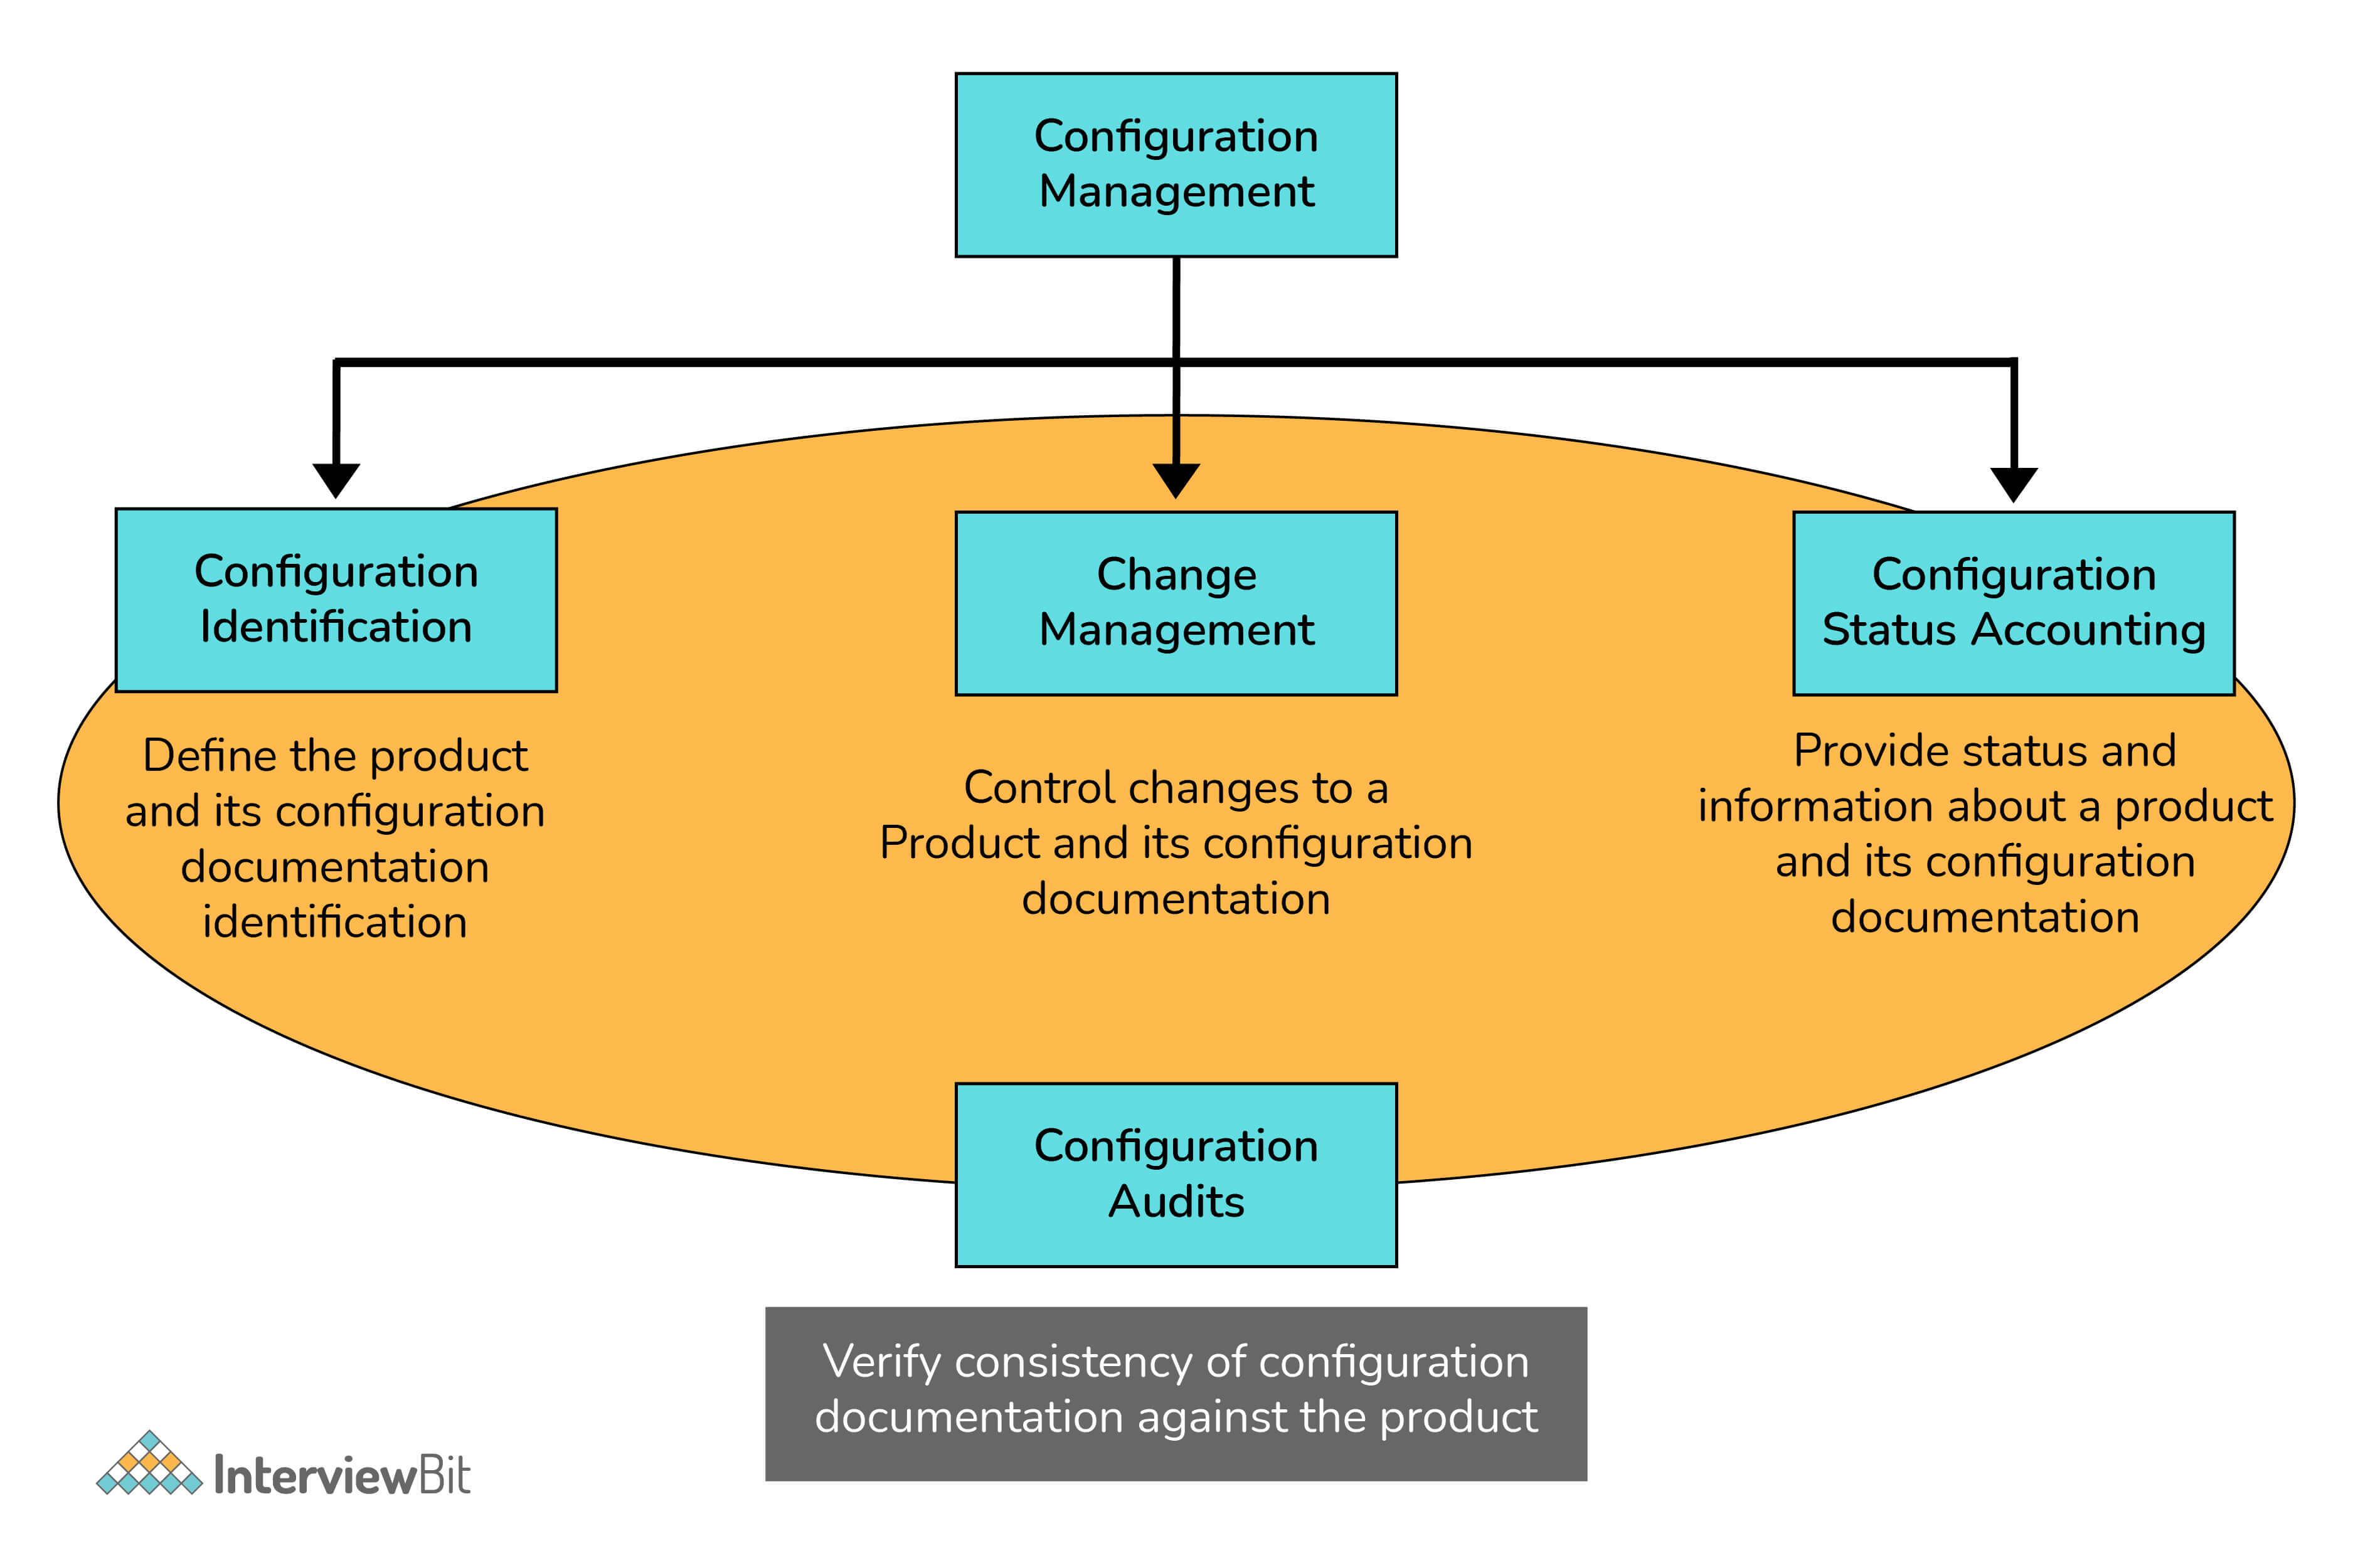 Configuration
Management
Configuration
Identification
Change
Management
Configuration
Status Accounting
Define the product
and its configuration
documentation
identification
Control changes to a
Product and its configuration
documentation
Provide status and
information about a product
and its configuration
documentation
Configuration
Audits
Verify consistency of configuration
documentation against the product
InterviewBit